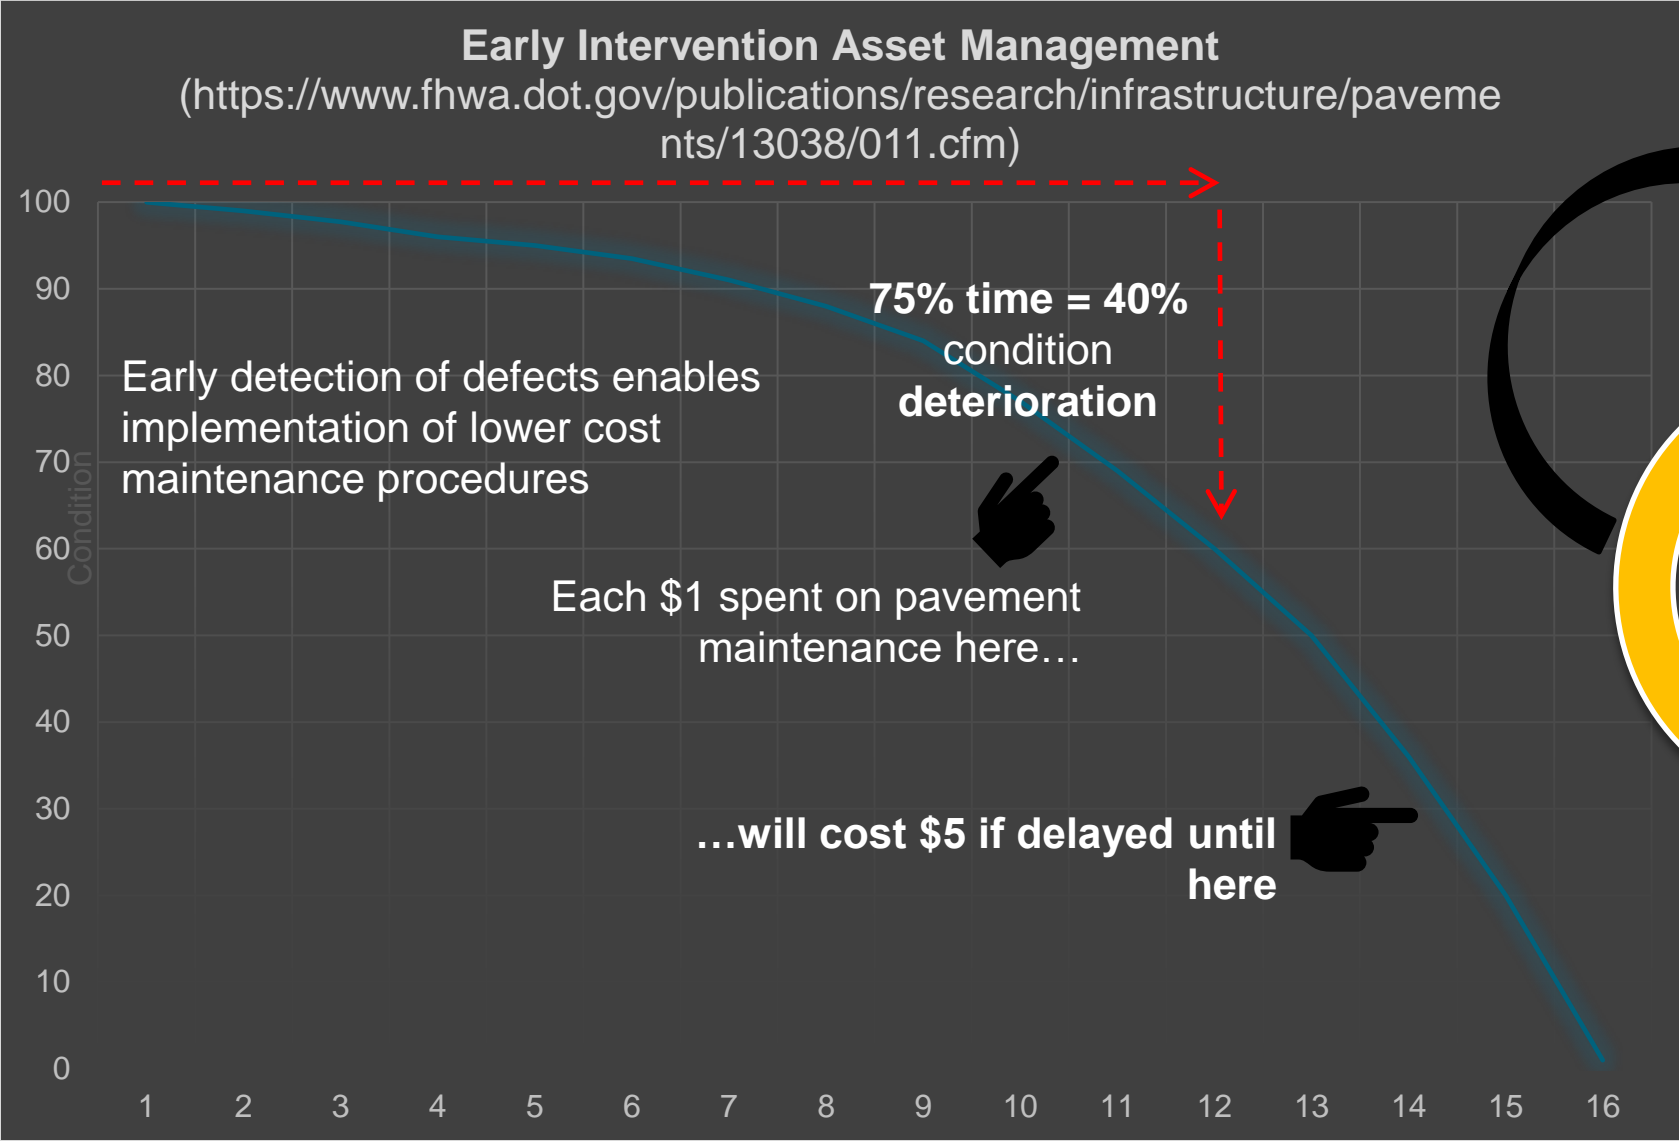 Early Intervention Asset Management
(https://www.fhwa.dot.gov/publications/research/infrastructure/paveme
nts/13038/011.cfm)
100
90
80
70
60
50
40
30
20
10
0
Condition
75% time = 40%
condition
deterioration
Early detection of defects enables
implementation of lower cost
maintenance procedures
Each $1 spent on pavement
maintenance here…
…will cost $5 if delayed until
here
1 2 3 4 5 6 7 8 9 10 11 12 13 14 15 16